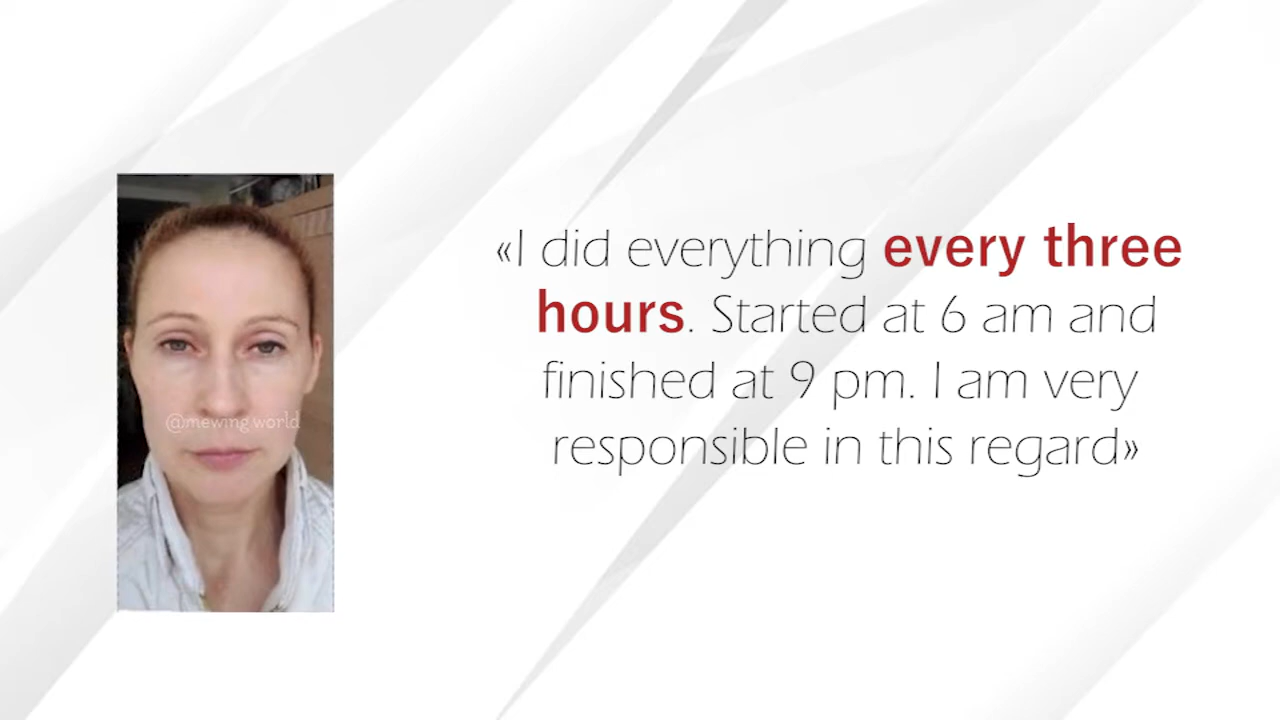 @mewing.world
«I did everything every three
hours. Started at 6 am and
finished at 9 pm. I am very
responsible in this regard»